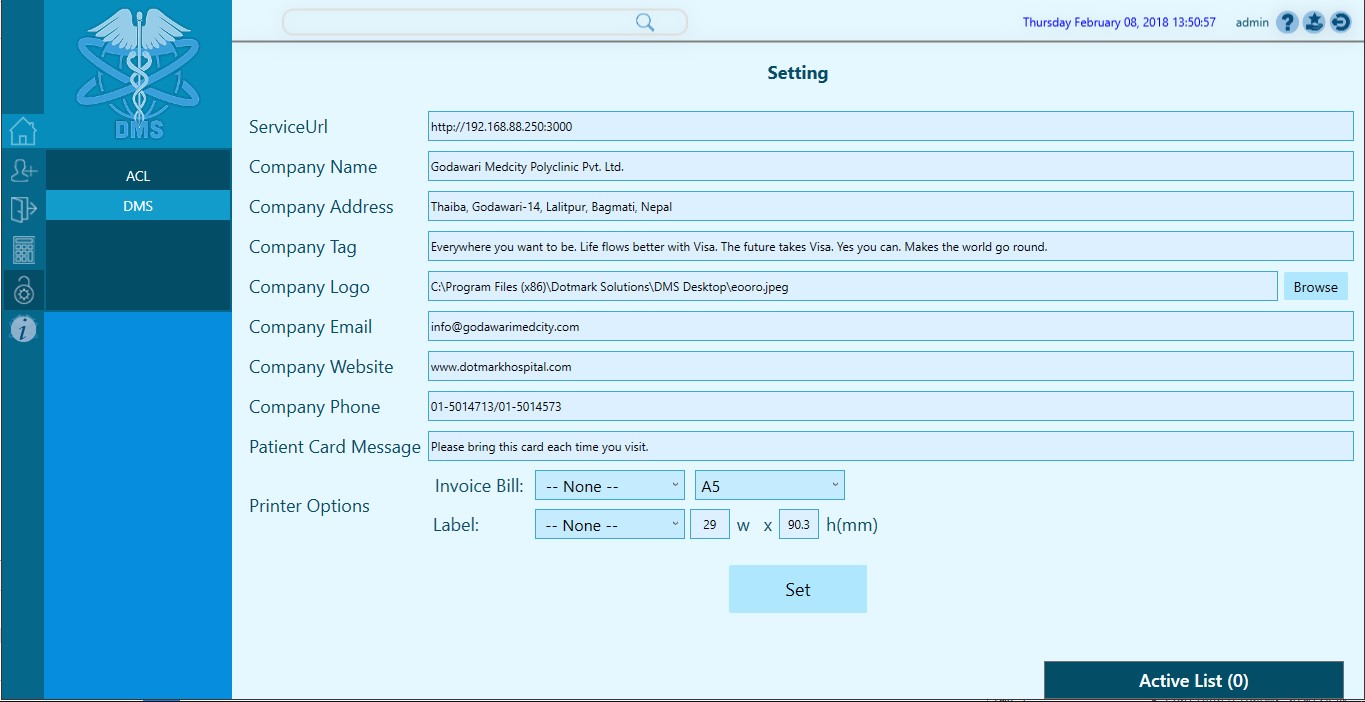 Thursday February 08, 2018 13:50:57 admin ?
DMS
ACL
DMS
i
Setting
ServiceUrl http://192.168.88.250:3000
Company Name Godawari Medcity Polyclinic Pvt. Ltd.
Company Address Thaiba, Godawari-14, Lalitpur, Bagmati, Nepal
Company Tag Everywhere you want to be. Life flows better with Visa. The future takes Visa. Yes you can. Makes the world go round.
Company Logo C:\Program Files (x86)\Dotmark Solutions\DMS Desktop\eooro.jpeg Browse
Company Email info@godawarimedcity.com
Company Website www.dotmarkhospital.com
Company Phone 01-5014713/01-5014573
Patient Card Message Please bring this card each time you visit.
Printer Options
Invoice Bill: -- None -- A5
Label: -- None -- 29 w x 90.3 h(mm)
Set
Active List (0)